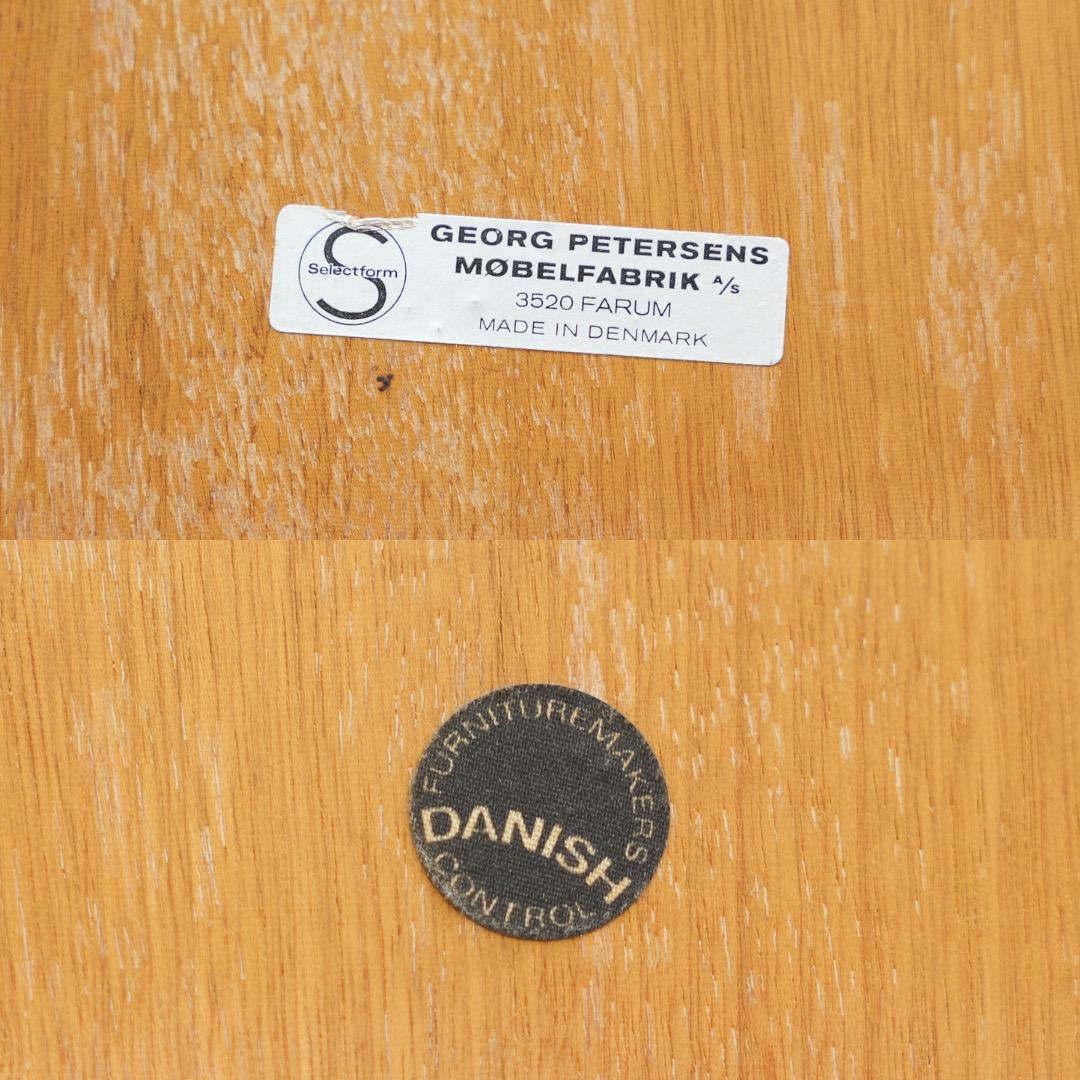 S
Selectform
GEORG PETERSENS
MØBELFABRIK A/S
3520 FARUM
MADE IN DENMARK
FURNITUREMAKERS
DANISH
CONTROL